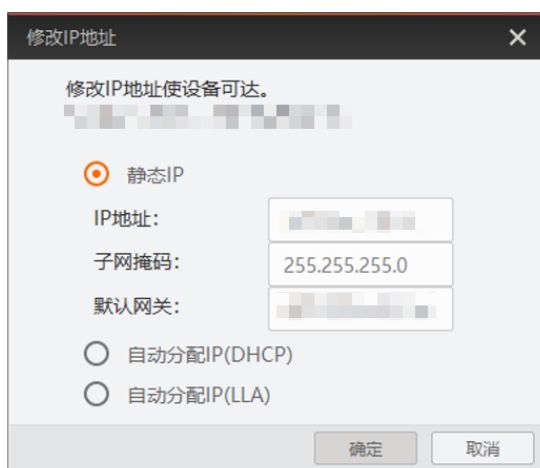 修改IP地址
修改IP地址使设备可达。
静态IP
IP地址：
子网掩码： 255.255.255.0
默认网关：
自动分配IP(DHCP)
自动分配IP(LLA)
确定 取消